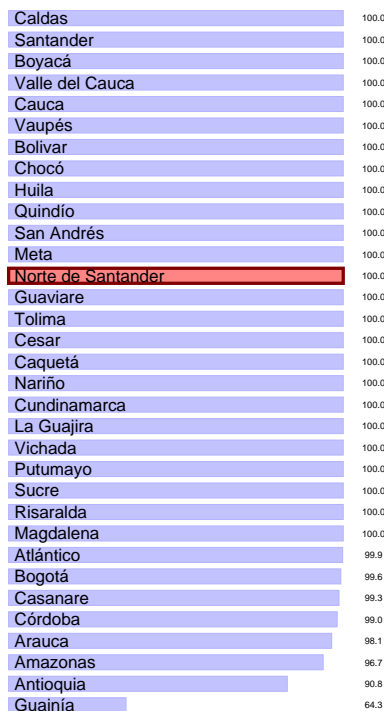 Caldas 100.0
Santander 100.0
Boyacá 100.0
Valle del Cauca 100.0
Cauca 100.0
Vaupés 100.0
Bolivar 100.0
Chocó 100.0
Huila 100.0
Quindío 100.0
San Andrés 100.0
Meta 100.0
Norte de Santander 100.0
Guaviare 100.0
Tolima 100.0
Cesar 100.0
Caquetá 100.0
Nariño 100.0
Cundinamarca 100.0
La Guajira 100.0
Vichada 100.0
Putumayo 100.0
Sucre 100.0
Risaralda 100.0
Magdalena 100.0
Atlántico 99.9
Bogotá 99.6
Casanare 99.3
Córdoba 99.0
Arauca 98.1
Amazonas 96.7
Antioquia 90.8
Guainía 64.3